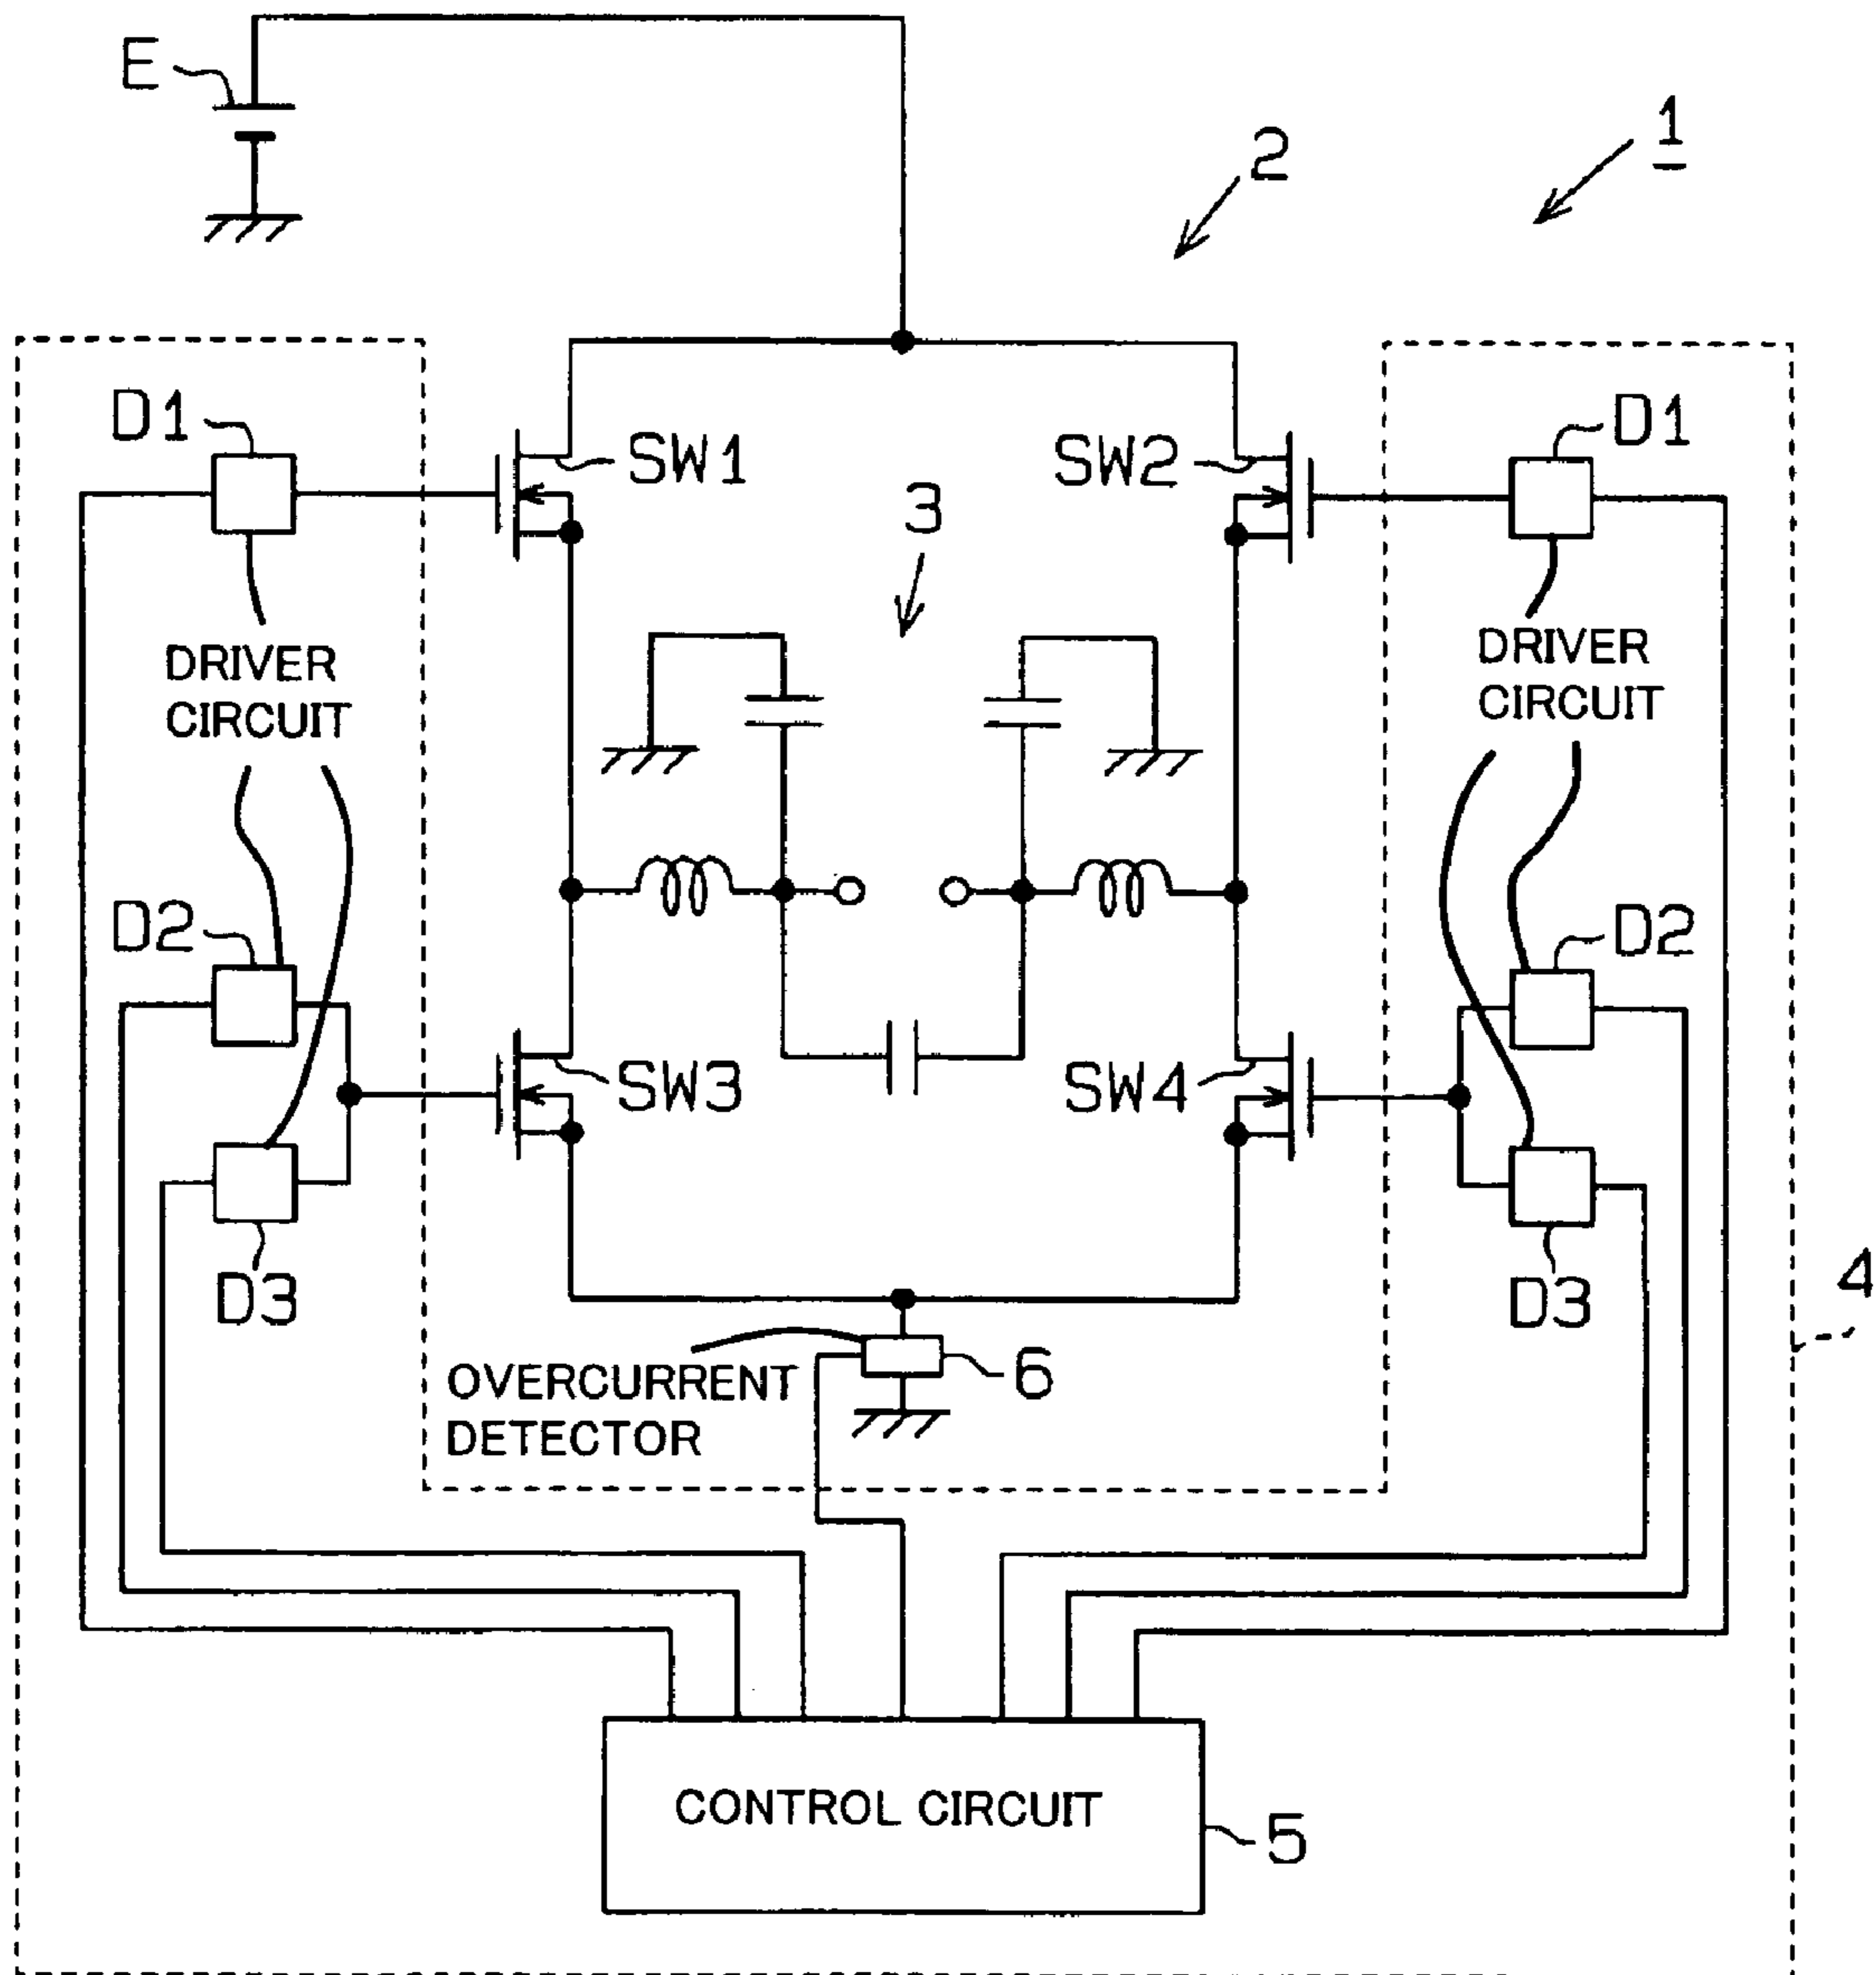 E
2
1
D1
SW1
SW2
D1
3
DRIVER
CIRCUIT
DRIVER
CIRCUIT
D2
D2
SW3
SW4
D3
D3
4
OVERCURRENT
DETECTOR
6
CONTROL CIRCUIT
5